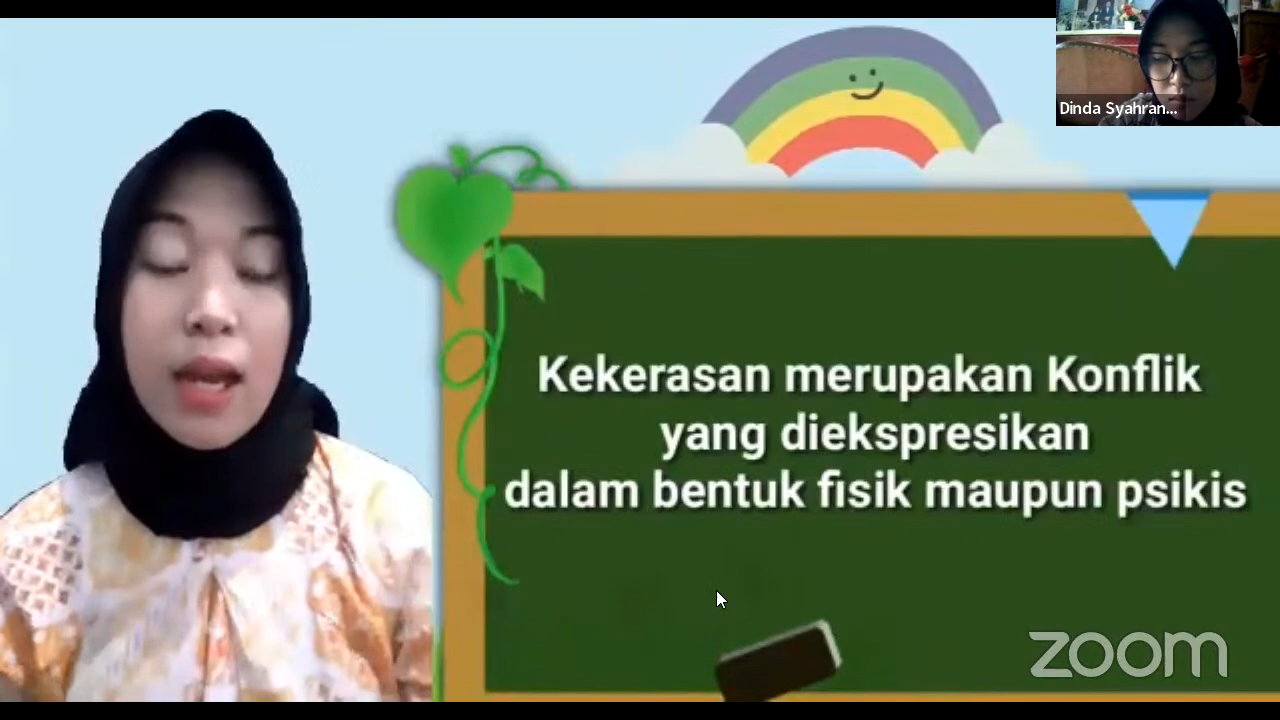 Dinda Syahran...
Kekerasan merupakan Konflik
yang diekspresikan
dalam bentuk fisik maupun psikis
zoom